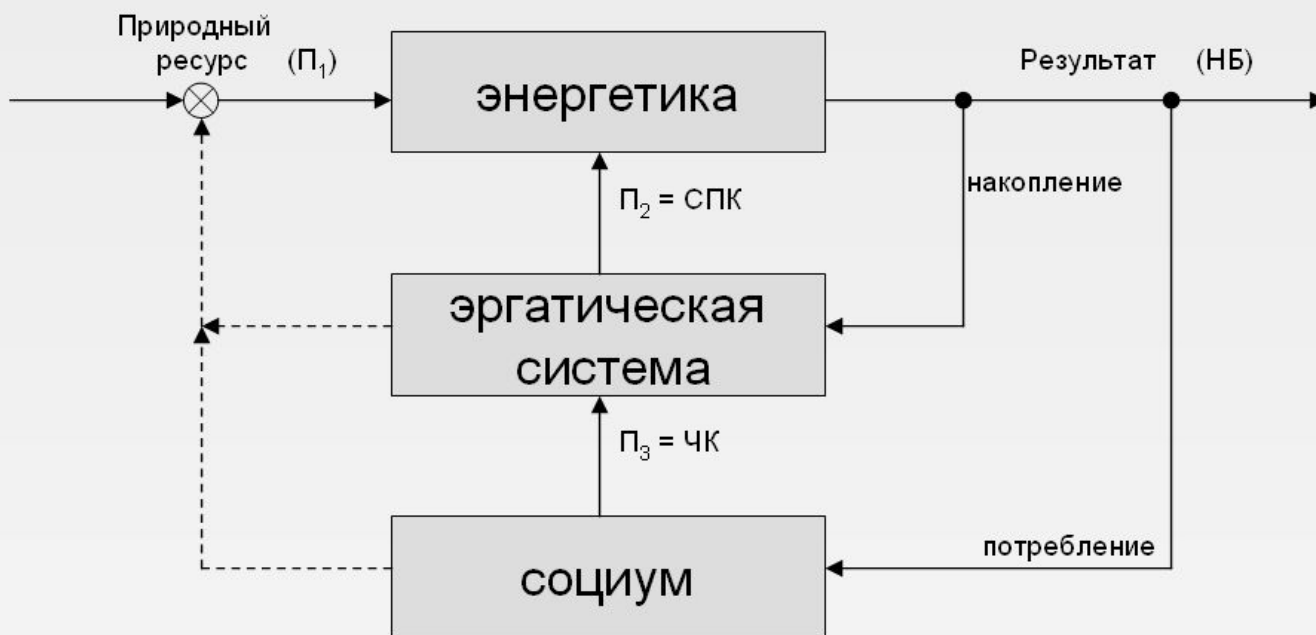 Природный
ресурс (П₁)
энергетика
Результат (НБ)
накопление
П₂ = СПК
эргатическая
система
П₃ = ЧК
потребление
социум